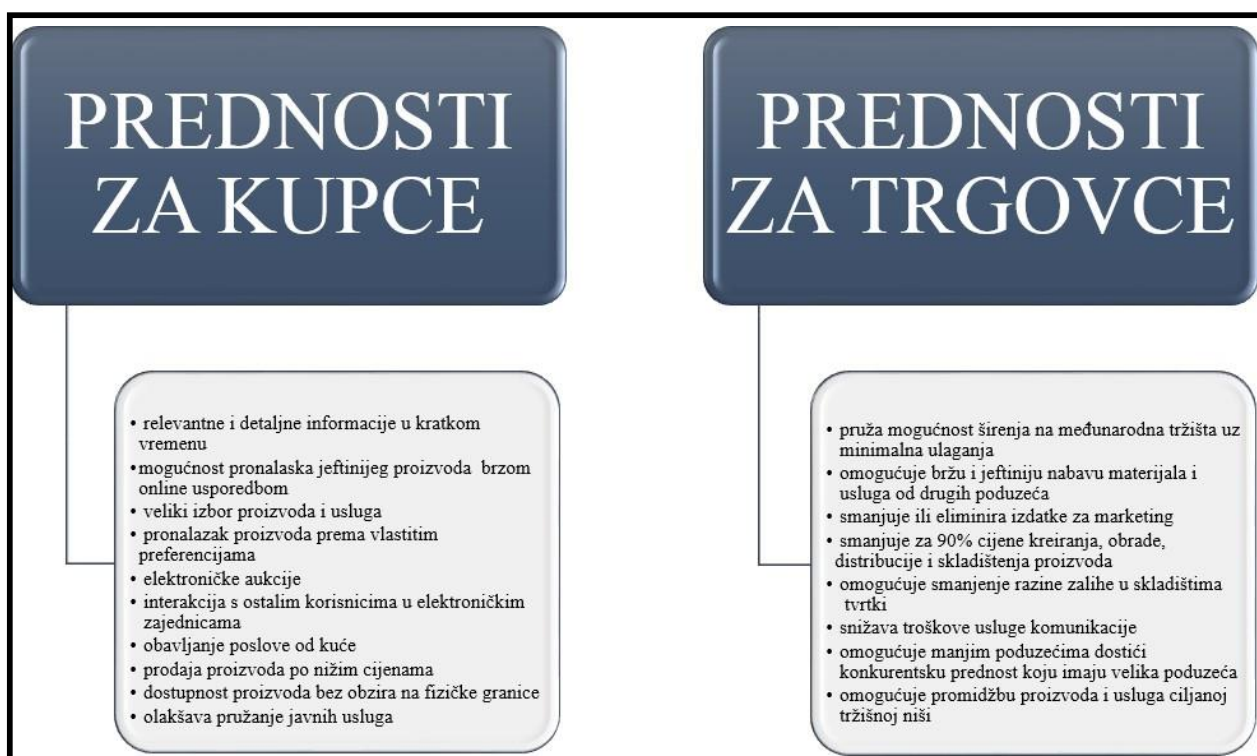 PREDNOSTI
ZA KUPCE
• relevantne i detaljne informacije u kratkom
vremenu
•mogućnost pronalaska jeftinijeg proizvoda brzom
online usporedbom
• veliki izbor proizvoda i usluga
• pronalazak proizvoda prema vlastitim
preferencijama
• elektroničke aukcije
• interakcija s ostalim korisnicima u elektroničkim
zajednicama
• obavljanje poslove od kuće
• prodaja proizvoda po nižim cijenama
• dostupnost proizvoda bez obzira na fizičke granice
• olakšava pružanje javnih usluga
PREDNOSTI
ZA TRGOVCE
• pruža mogućnost širenja na međunarodna tržišta uz
minimalna ulaganja
• omogućuje bržu i jeftiniju nabavu materijala i
usluga od drugih poduzeća
• smanjuje ili eliminira izdatke za marketing
• smanjuje za 90% cijene kreiranja, obrade,
distribucije i skladištenja proizvoda
• omogućuje smanjenje razine zalihe u skladištima
tvrtki
• snižava troškove usluge komunikacije
• omogućuje manjim poduzećima dostići
konkurentsku prednost koju imaju velika poduzeća
• omogućuje promidžbu proizvoda i usluga ciljanoj
tržišnoj niši